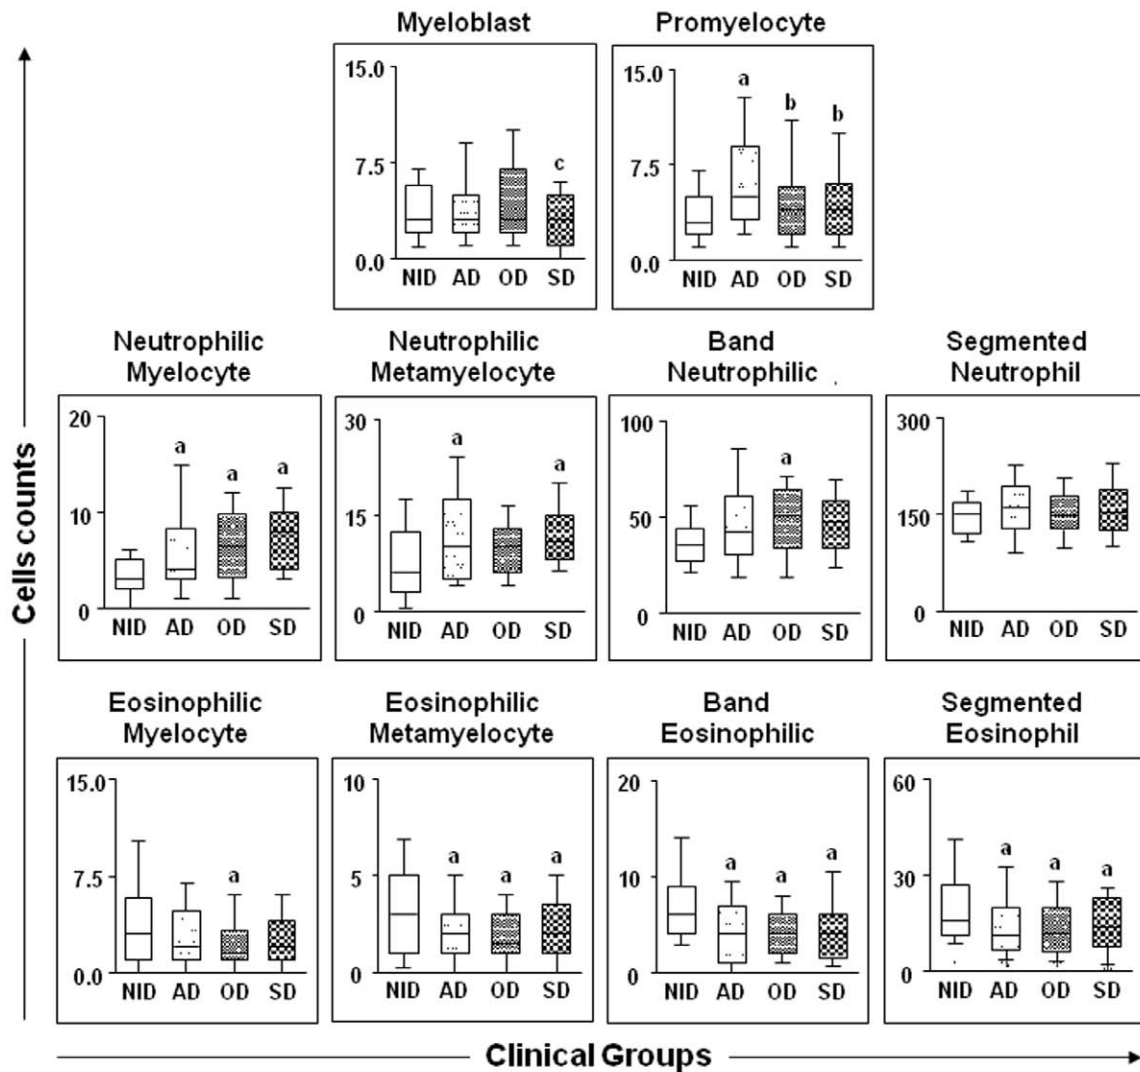 Myeloblast Promyelocyte
15.0 15.0
a
b b
c
7.5 7.5
0.0 0.0
NID AD OD SD NID AD OD SD
Neutrophilic Neutrophilic Band Segmented
Myelocyte Metamyelocyte Neutrophilic Neutrophil
20 30 100 300
a a a a a a
10 15 50 150
0 0 0 0
NID AD OD SD NID AD OD SD NID AD OD SD NID AD OD SD
Eosinophilic Eosinophilic Band Segmented
Myelocyte Metamyelocyte Eosinophilic Eosinophil
15.0 10 20 60
a a a a a a a a a a
7.5 5 10 30
0.0 0 0 0
NID AD OD SD NID AD OD SD NID AD OD SD NID AD OD SD
Cells counts
Clinical Groups